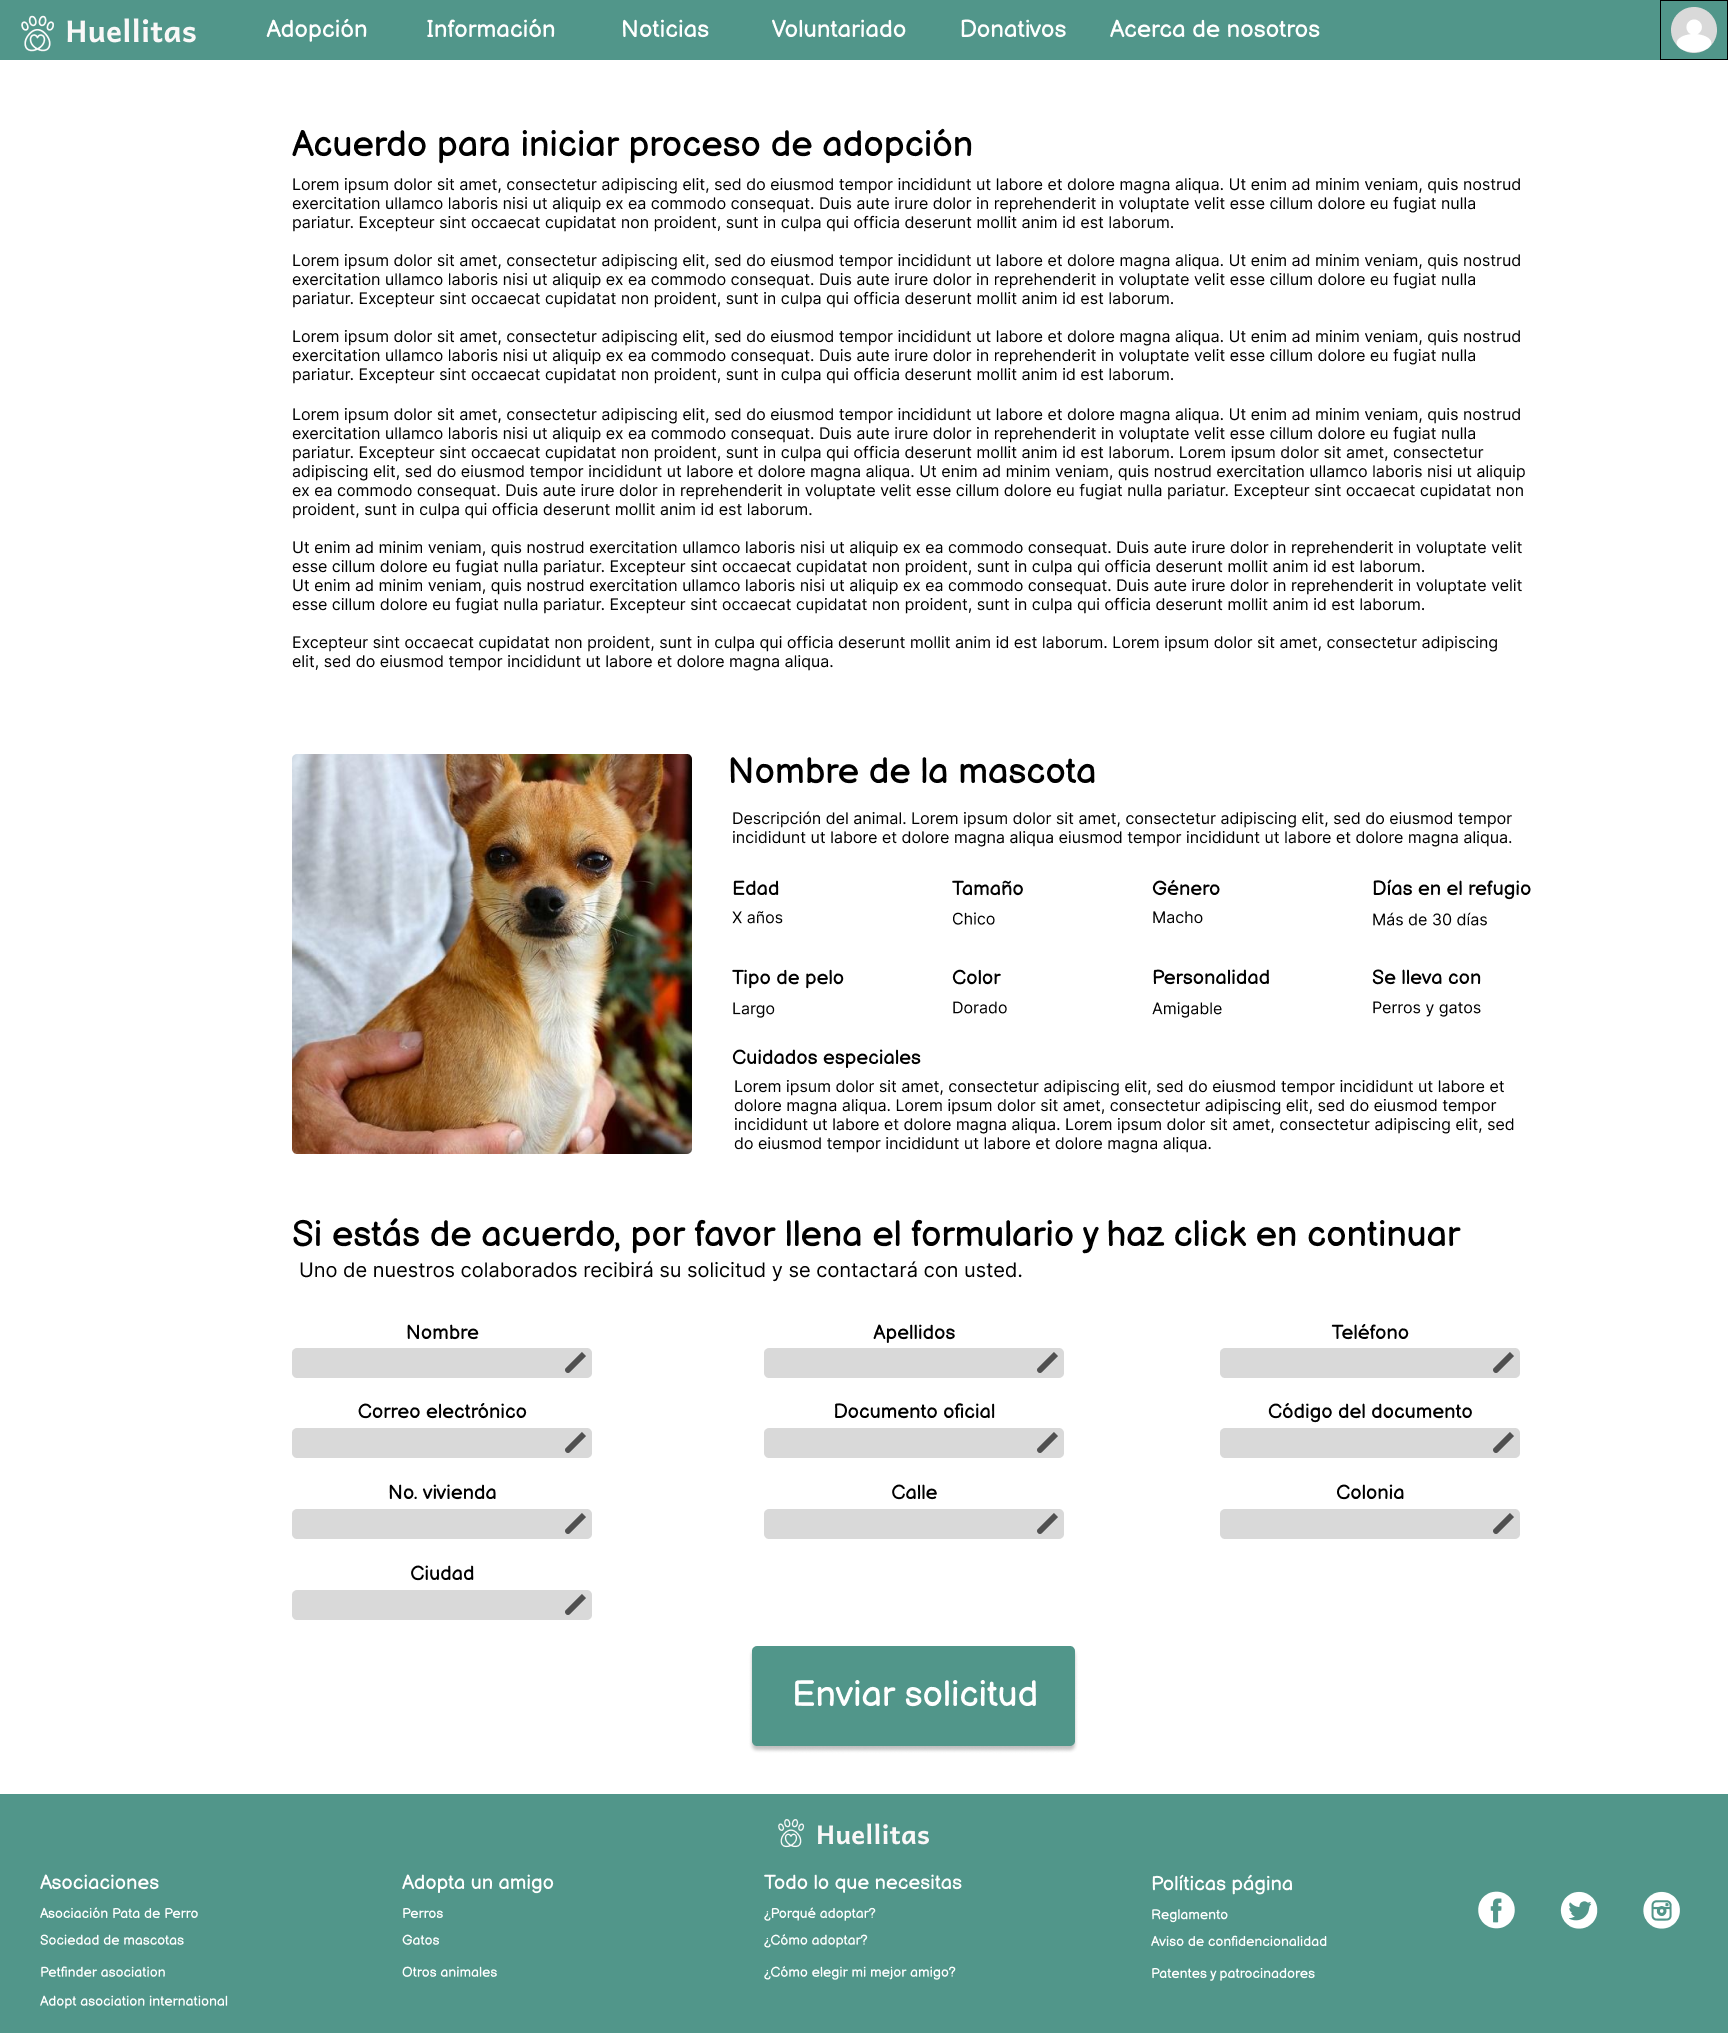 Huellitas
Adopción
Información
Noticias
Voluntariado
Donativos
Acerca de nosotros
Acuerdo para iniciar proceso de adopción
Lorem ipsum dolor sit amet, consectetur adipiscing elit, sed do eiusmod tempor incididunt ut labore et dolore magna aliqua. Ut enim ad minim veniam, quis nostrud
exercitation ullamco laboris nisi ut aliquip ex ea commodo consequat. Duis aute irure dolor in reprehenderit in voluptate velit esse cillum dolore eu fugiat nulla
pariatur. Excepteur sint occaecat cupidatat non proident, sunt in culpa qui officia deserunt mollit anim id est laborum.
Lorem ipsum dolor sit amet, consectetur adipiscing elit, sed do eiusmod tempor incididunt ut labore et dolore magna aliqua. Ut enim ad minim veniam, quis nostrud
exercitation ullamco laboris nisi ut aliquip ex ea commodo consequat. Duis aute irure dolor in reprehenderit in voluptate velit esse cillum dolore eu fugiat nulla
pariatur. Excepteur sint occaecat cupidatat non proident, sunt in culpa qui officia deserunt mollit anim id est laborum.
Lorem ipsum dolor sit amet, consectetur adipiscing elit, sed do eiusmod tempor incididunt ut labore et dolore magna aliqua. Ut enim ad minim veniam, quis nostrud
exercitation ullamco laboris nisi ut aliquip ex ea commodo consequat. Duis aute irure dolor in reprehenderit in voluptate velit esse cillum dolore eu fugiat nulla
pariatur. Excepteur sint occaecat cupidatat non proident, sunt in culpa qui officia deserunt mollit anim id est laborum.
Lorem ipsum dolor sit amet, consectetur adipiscing elit, sed do eiusmod tempor incididunt ut labore et dolore magna aliqua. Ut enim ad minim veniam, quis nostrud
exercitation ullamco laboris nisi ut aliquip ex ea commodo consequat. Duis aute irure dolor in reprehenderit in voluptate velit esse cillum dolore eu fugiat nulla
pariatur. Excepteur sint occaecat cupidatat non proident, sunt in culpa qui officia deserunt mollit anim id est laborum. Lorem ipsum dolor sit amet, consectetur
adipiscing elit, sed do eiusmod tempor incididunt ut labore et dolore magna aliqua. Ut enim ad minim veniam, quis nostrud exercitation ullamco laboris nisi ut aliquip
ex ea commodo consequat. Duis aute irure dolor in reprehenderit in voluptate velit esse cillum dolore eu fugiat nulla pariatur. Excepteur sint occaecat cupidatat non
proident, sunt in culpa qui officia deserunt mollit anim id est laborum.
Ut enim ad minim veniam, quis nostrud exercitation ullamco laboris nisi ut aliquip ex ea commodo consequat. Duis aute irure dolor in reprehenderit in voluptate velit
esse cillum dolore eu fugiat nulla pariatur. Excepteur sint occaecat cupidatat non proident, sunt in culpa qui officia deserunt mollit anim id est laborum.
Ut enim ad minim veniam, quis nostrud exercitation ullamco laboris nisi ut aliquip ex ea commodo consequat. Duis aute irure dolor in reprehenderit in voluptate velit
esse cillum dolore eu fugiat nulla pariatur. Excepteur sint occaecat cupidatat non proident, sunt in culpa qui officia deserunt mollit anim id est laborum.
Excepteur sint occaecat cupidatat non proident, sunt in culpa qui officia deserunt mollit anim id est laborum. Lorem ipsum dolor sit amet, consectetur adipiscing
elit, sed do eiusmod tempor incididunt ut labore et dolore magna aliqua.
Nombre de la mascota
Descripción del animal. Lorem ipsum dolor sit amet, consectetur adipiscing elit, sed do eiusmod tempor
incididunt ut labore et dolore magna aliqua eiusmod tempor incididunt ut labore et dolore magna aliqua.
Edad
X años
Tamaño
Chico
Género
Macho
Días en el refugio
Más de 30 días
Tipo de pelo
Largo
Color
Dorado
Personalidad
Amigable
Se lleva con
Perros y gatos
Cuidados especiales
Lorem ipsum dolor sit amet, consectetur adipiscing elit, sed do eiusmod tempor incididunt ut labore et
dolore magna aliqua. Lorem ipsum dolor sit amet, consectetur adipiscing elit, sed do eiusmod tempor
incididunt ut labore et dolore magna aliqua. Lorem ipsum dolor sit amet, consectetur adipiscing elit, sed
do eiusmod tempor incididunt ut labore et dolore magna aliqua.
Si estás de acuerdo, por favor llena el formulario y haz click en continuar
Uno de nuestros colaborados recibirá su solicitud y se contactará con usted.
Nombre
Apellidos
Teléfono
Correo electrónico
Documento oficial
Código del documento
No. vivienda
Calle
Colonia
Ciudad
Enviar solicitud
Huellitas
Asociaciones
Asociación Pata de Perro
Sociedad de mascotas
Petfinder asociation
Adopt asociation international
Adopta un amigo
Perros
Gatos
Otros animales
Todo lo que necesitas
¿Porqué adoptar?
¿Cómo adoptar?
¿Cómo elegir mi mejor amigo?
Políticas página
Reglamento
Aviso de confidencionalidad
Patentes y patrocinadores